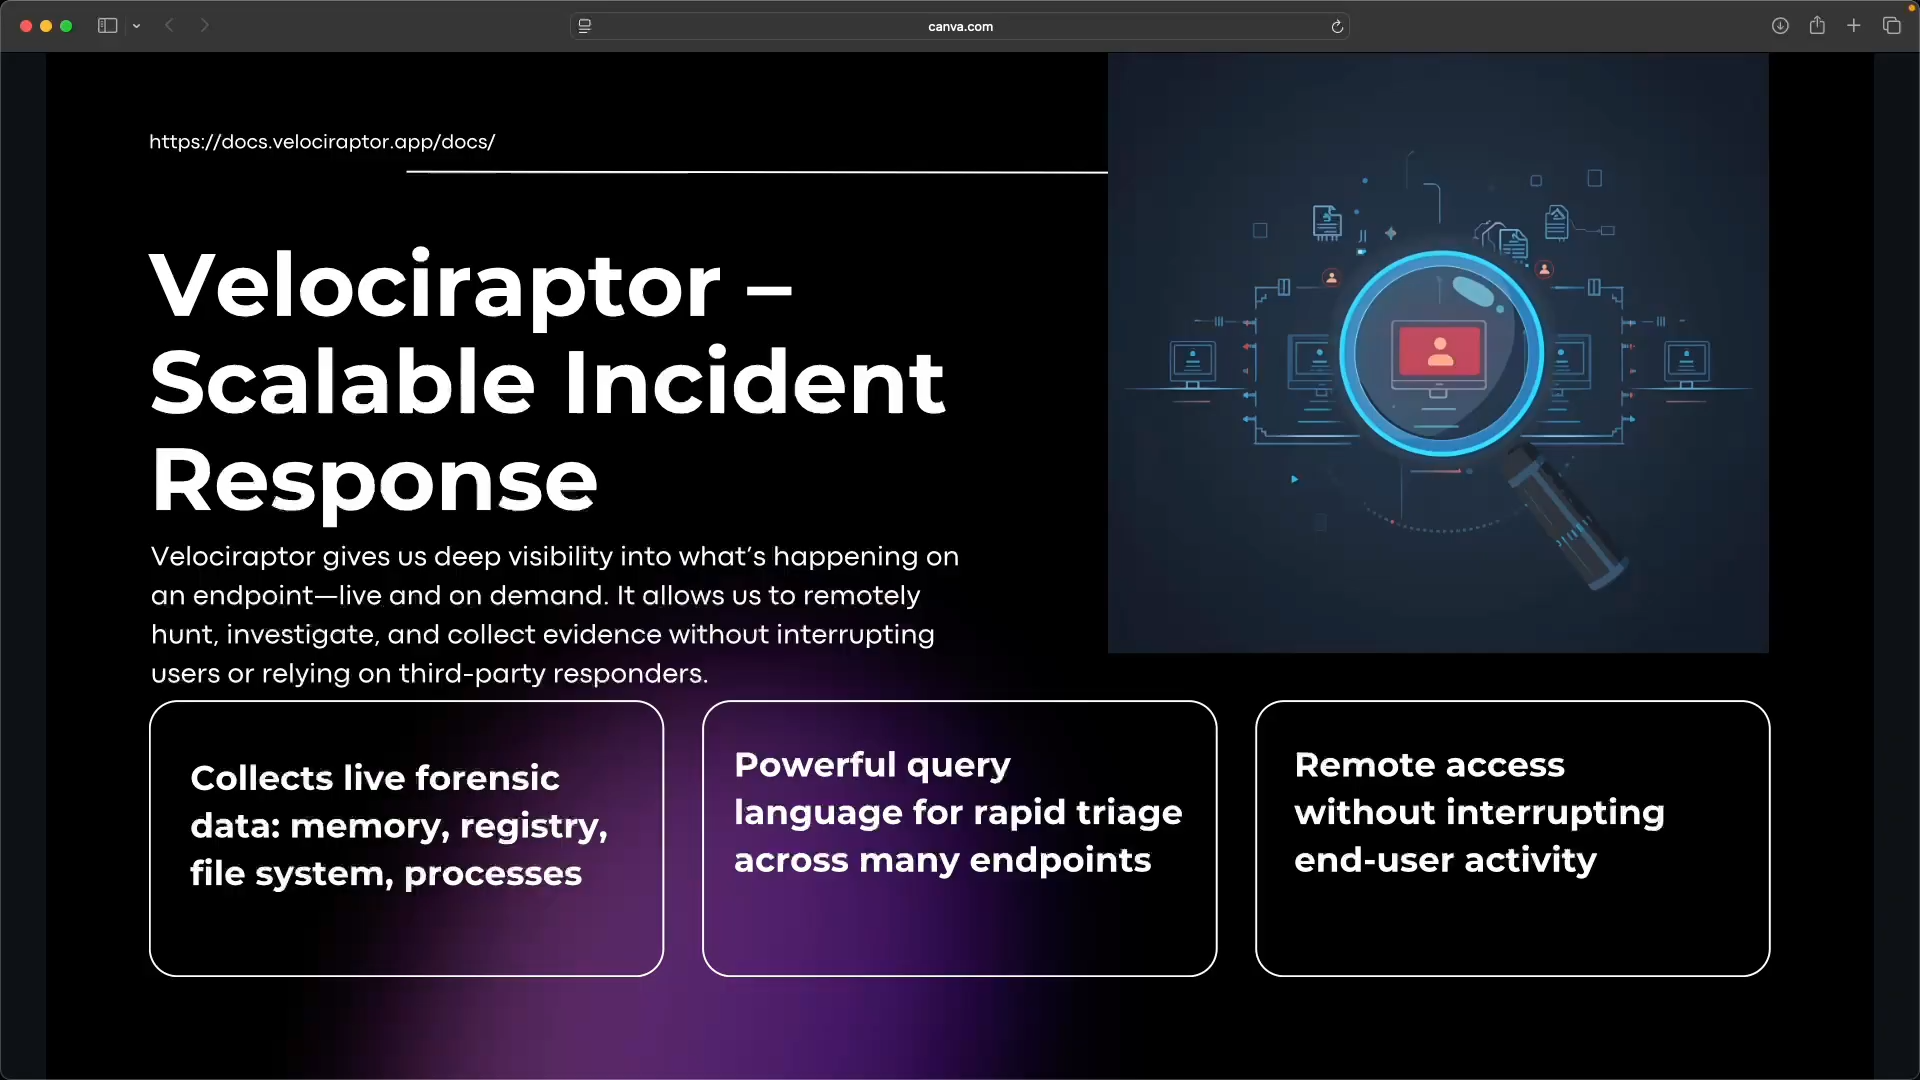 canva.com
https://docs.velociraptor.app/docs/
Velociraptor –
Scalable Incident
Response
Velociraptor gives us deep visibility into what’s happening on
an endpoint—live and on demand. It allows us to remotely
hunt, investigate, and collect evidence without interrupting
users or relying on third-party responders.
Collects live forensic
data: memory, registry,
file system, processes
Powerful query
language for rapid triage
across many endpoints
Remote access
without interrupting
end-user activity